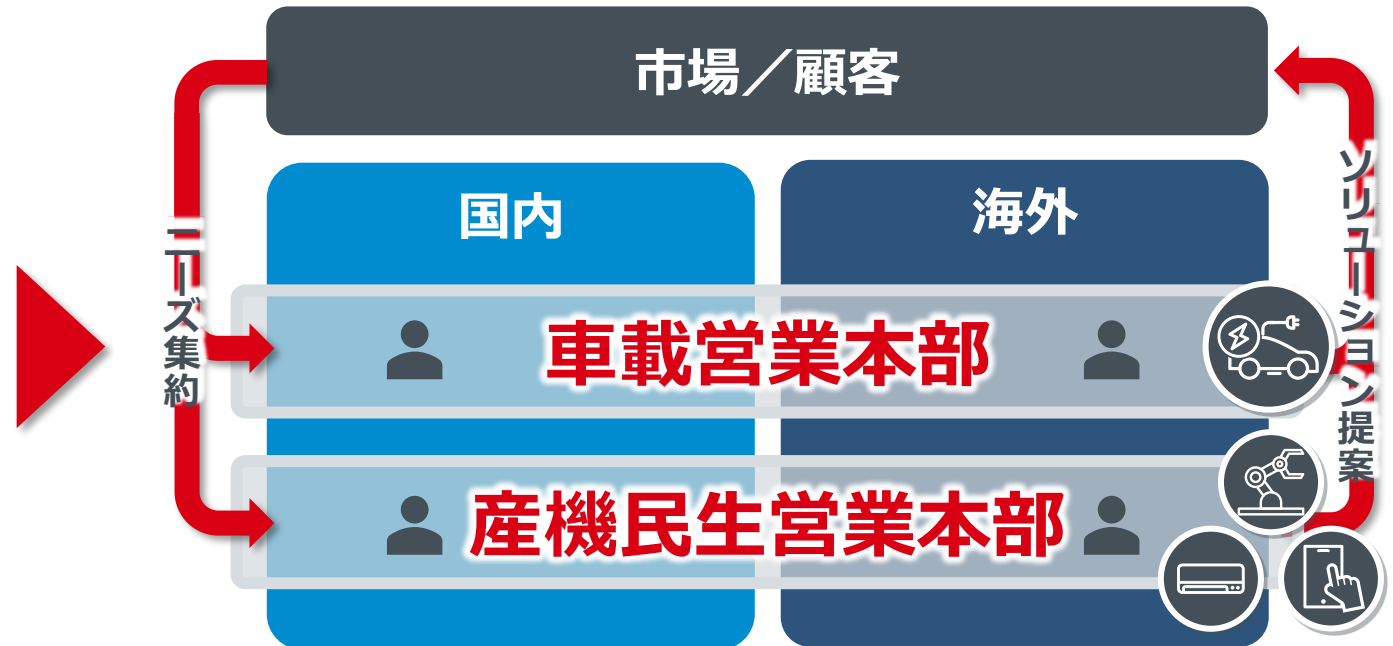 市場／顧客
国内
海外
ニーズ集約
車載営業本部
産機民生営業本部
ソリューション提案